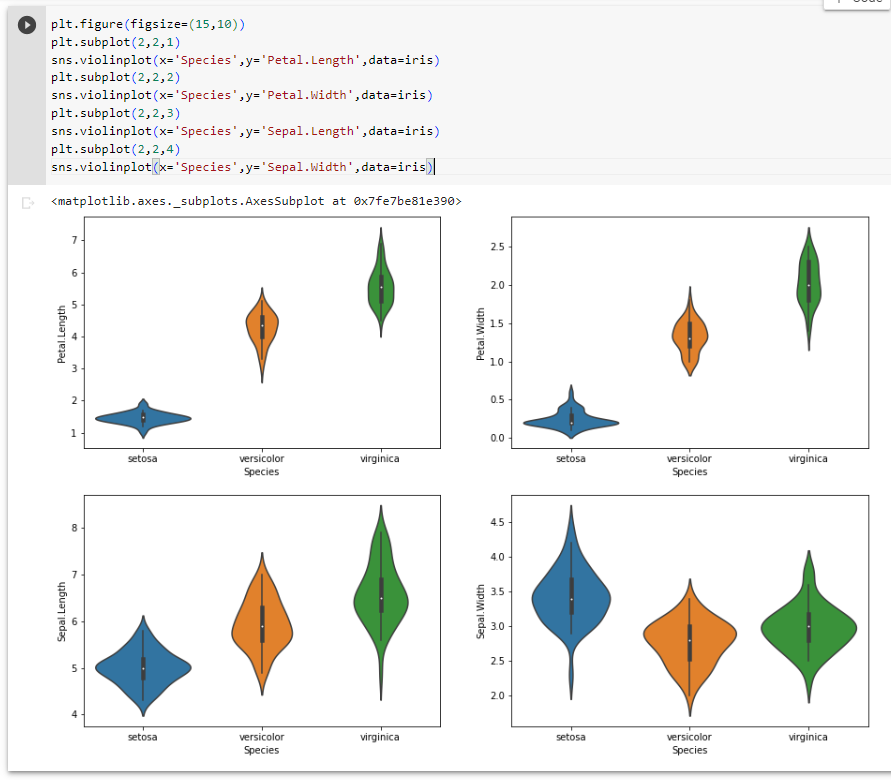 Code
plt.figure(figsize=(15,10))
plt.subplot(2,2,1)
sns.violinplot(x='Species',y='Petal.Length',data=iris)
plt.subplot(2,2,2)
sns.violinplot(x='Species',y='Petal.Width',data=iris)
plt.subplot(2,2,3)
sns.violinplot(x='Species',y='Sepal.Length',data=iris)
plt.subplot(2,2,4)
sns.violinplot(x='Species',y='Sepal.Width',data=iris)
<matplotlib.axes._subplots.AxesSubplot at 0x7fe7be81e390>
7
6
5
4
3
2
1
Petal.Length
setosa versicolor virginica
Species
2.5
2.0
1.5
1.0
0.5
0.0
Petal.Width
setosa versicolor virginica
Species
8
7
6
5
4
Sepal.Length
setosa versicolor virginica
Species
4.5
4.0
3.5
3.0
2.5
2.0
Sepal.Width
setosa versicolor virginica
Species